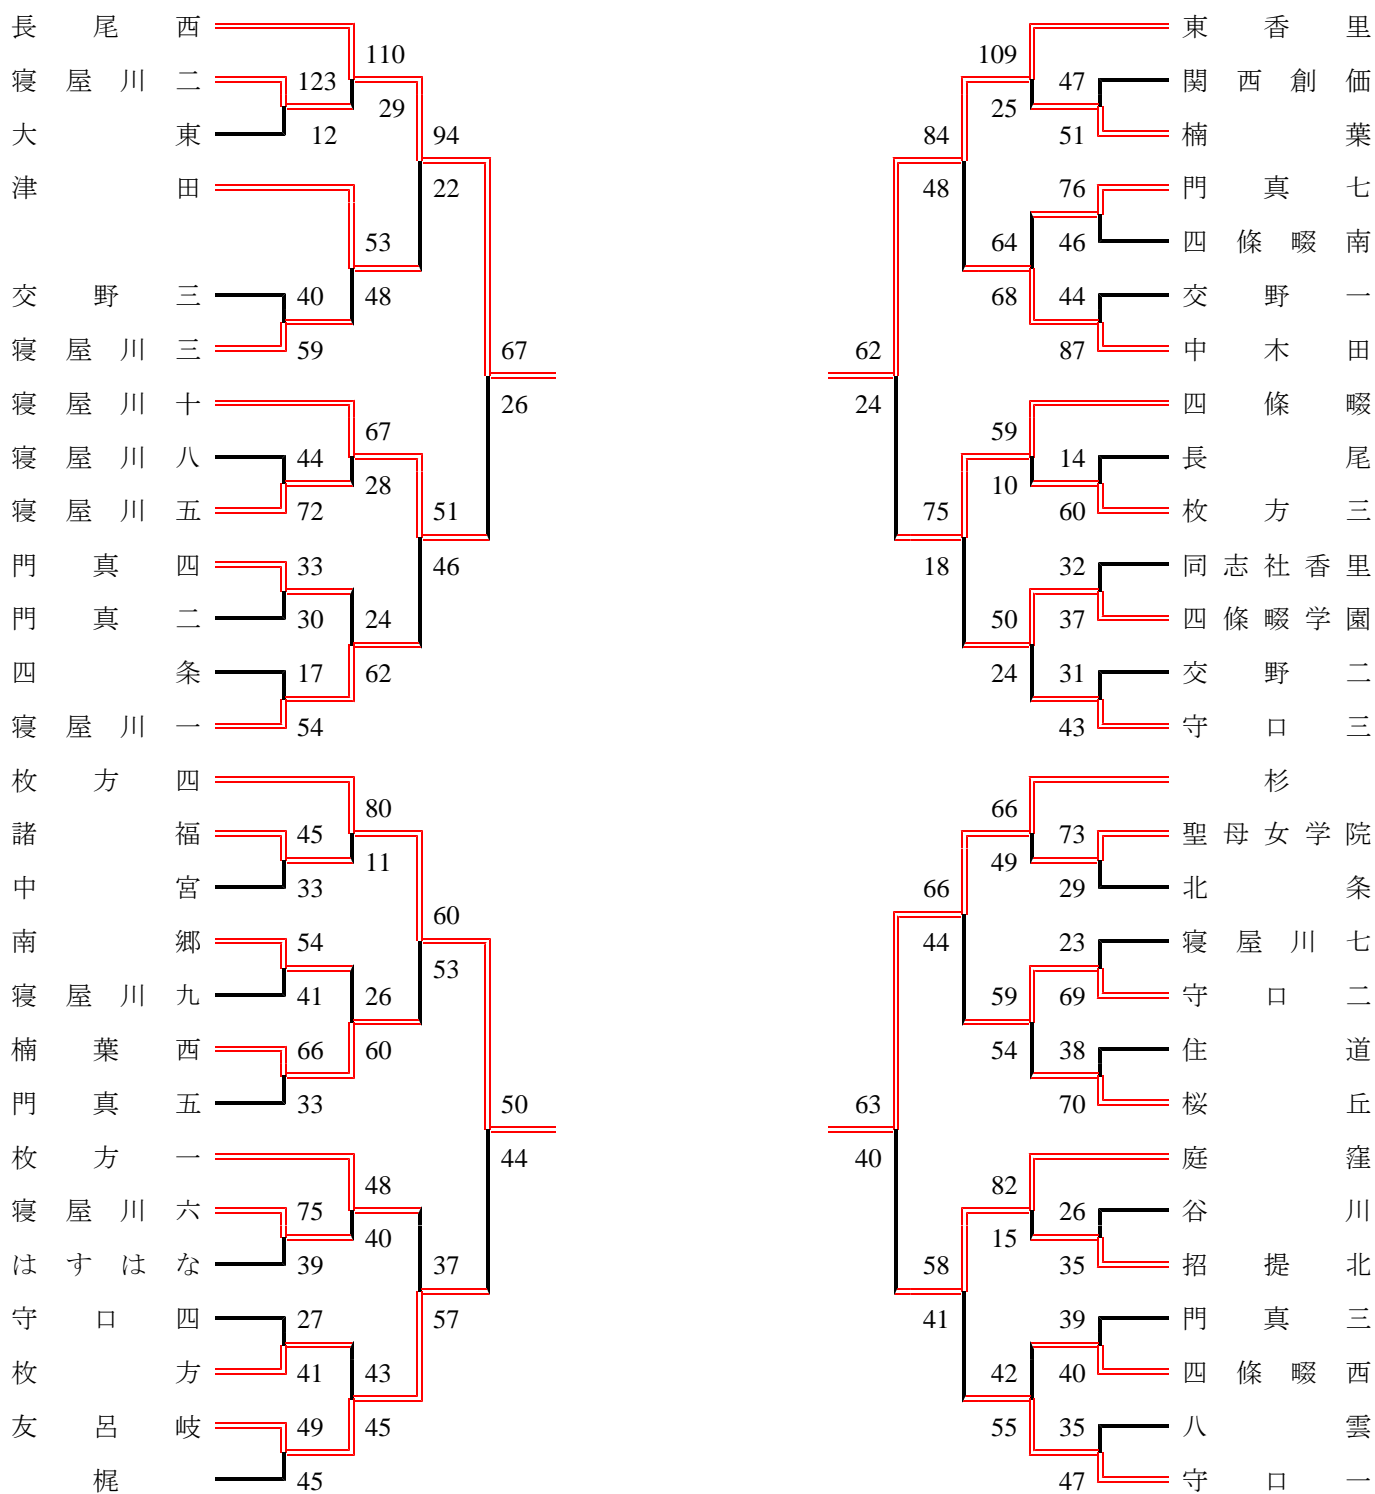 長尾西 東香里
110 109
寝屋川二 123 47 関西創価
29 25
大東 12 94 84 51 楠葉
津田 22 48 76 門真七
53 64 46 四條畷南
交野三 40 48 68 44 交野一
寝屋川三 59 67 62 87 中木田
寝屋川十 26 24 四條畷
67 59
寝屋川八 44 14 長尾
28 10
寝屋川五 72 51 75 60 枚方三
門真四 33 46 18 32 同志社香里
門真二 30 24 50 37 四條畷学園
四条 17 62 24 31 交野二
寝屋川一 54 43 守口三
枚方四 杉
80 66
諸福 45 73 聖母女学院
11 49
中宮 33 66 29 北条
60
南郷 54 44 23 寝屋川七
53
寝屋川九 41 26 59 69 守口二
楠葉西 66 60 54 38 住道
門真五 33 50 63 70 桜丘
枚方一 44 40 庭窪
48 82
寝屋川六 75 26 谷川
40 15
はすはな 39 37 58 35 招提北
守口四 27 57 41 39 門真三
枚方 41 43 42 40 四條畷西
友呂岐 49 45 55 35 八雲
梶 45 47 守口一